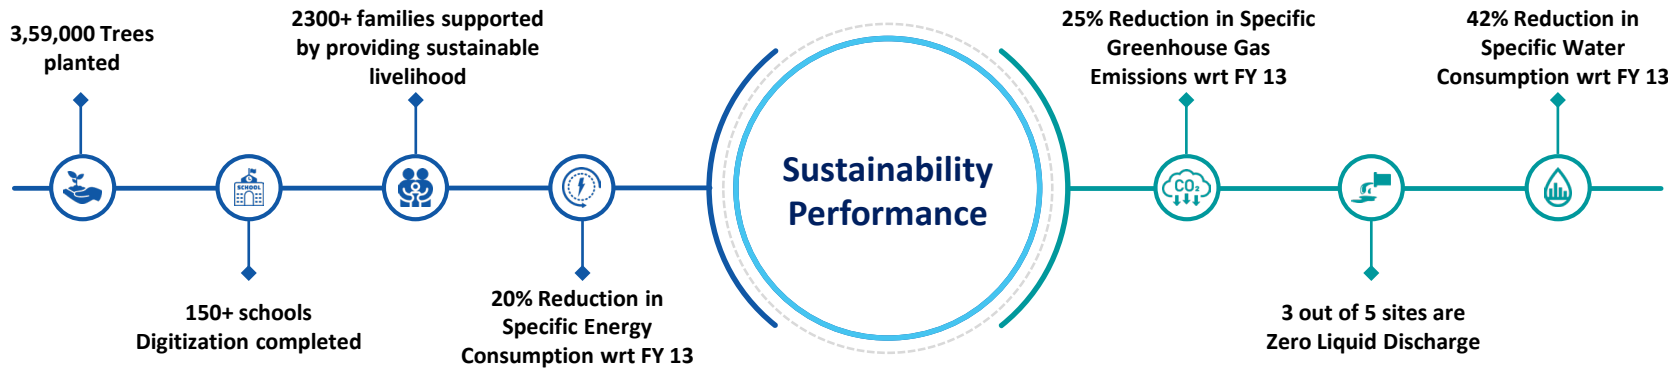 3,59,000 Trees
planted
SCHOOL
150+ schools
Digitization completed
2300+ families supported
by providing sustainable
livelihood
20% Reduction in
Specific Energy
Consumption wrt FY 13
Sustainability
Performance
25% Reduction in Specific
Greenhouse Gas
Emissions wrt FY 13
CO₂
3 out of 5 sites are
Zero Liquid Discharge
42% Reduction in
Specific Water
Consumption wrt FY 13